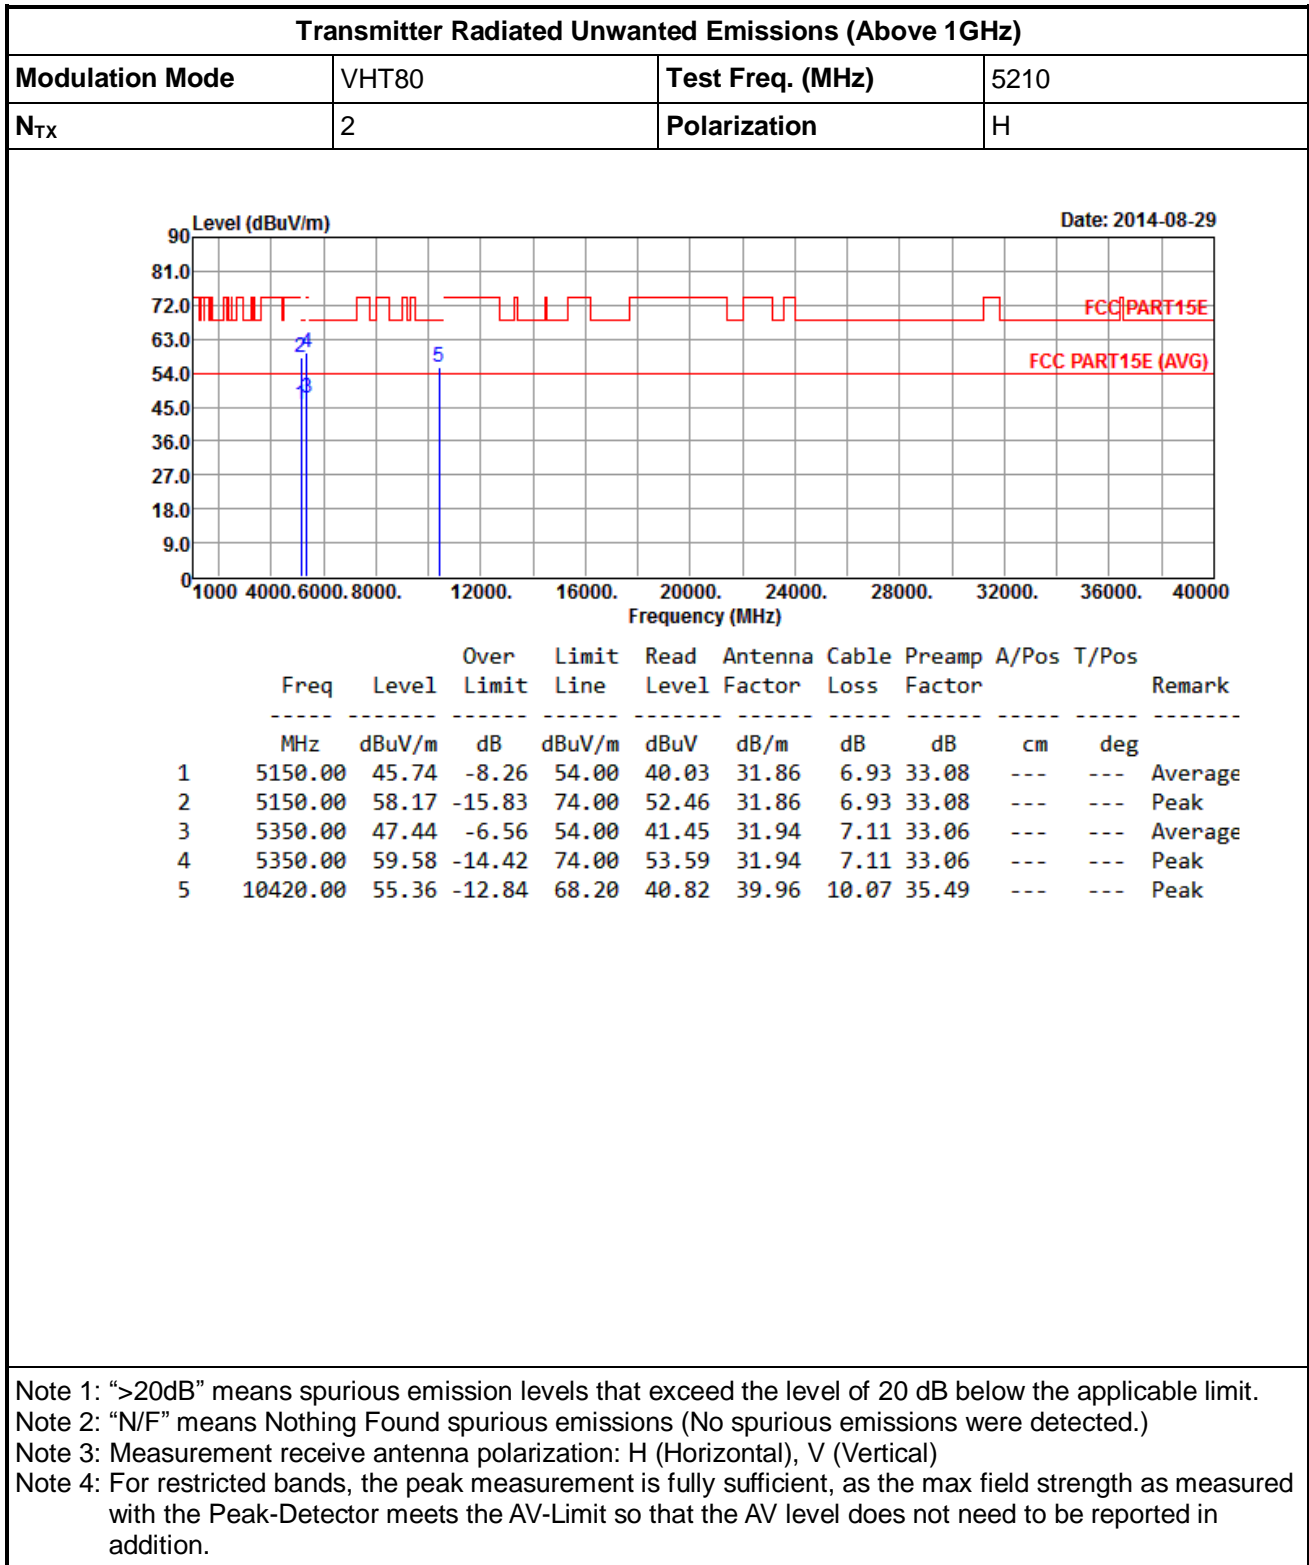 Transmitter Radiated Unwanted Emissions (Above 1GHz)
Modulation Mode VHT80 Test Freq. (MHz) 5210
NTX 2 Polarization H
Level (dBuV/m) Date: 2014-08-29
90
81.0
72.0 FCC PART15E
63.0
2 4
5
FCC PART15E (AVG)
54.0
1 3
45.0
36.0
27.0
18.0
9.0
0
1000 4000. 6000. 8000. 12000. 16000. 20000. 24000. 28000. 32000. 36000. 40000
Frequency (MHz)
Over Limit Read Antenna Cable Preamp A/Pos T/Pos
Freq Level Limit Line Level Factor Loss Factor Remark
----- ------- ------ ------ ------- ------ ----- ------ ----- ----- -------
MHz dBuV/m dB dBuV/m dBuV dB/m dB dB cm deg
1 5150.00 45.74 -8.26 54.00 40.03 31.86 6.93 33.08 --- --- Average
2 5150.00 58.17 -15.83 74.00 52.46 31.86 6.93 33.08 --- --- Peak
3 5350.00 47.44 -6.56 54.00 41.45 31.94 7.11 33.06 --- --- Average
4 5350.00 59.58 -14.42 74.00 53.59 31.94 7.11 33.06 --- --- Peak
5 10420.00 55.36 -12.84 68.20 40.82 39.96 10.07 35.49 --- --- Peak
Note 1: “>20dB” means spurious emission levels that exceed the level of 20 dB below the applicable limit.
Note 2: “N/F” means Nothing Found spurious emissions (No spurious emissions were detected.)
Note 3: Measurement receive antenna polarization: H (Horizontal), V (Vertical)
Note 4: For restricted bands, the peak measurement is fully sufficient, as the max field strength as measured
with the Peak-Detector meets the AV-Limit so that the AV level does not need to be reported in
addition.